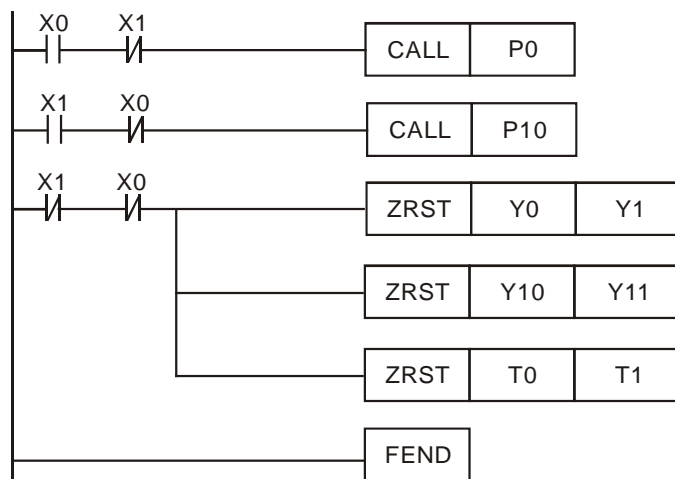 X0 X1
CALL P0
X1 X0
CALL P10
X1 X0
ZRST Y0 Y1
ZRST Y10 Y11
ZRST T0 T1
FEND